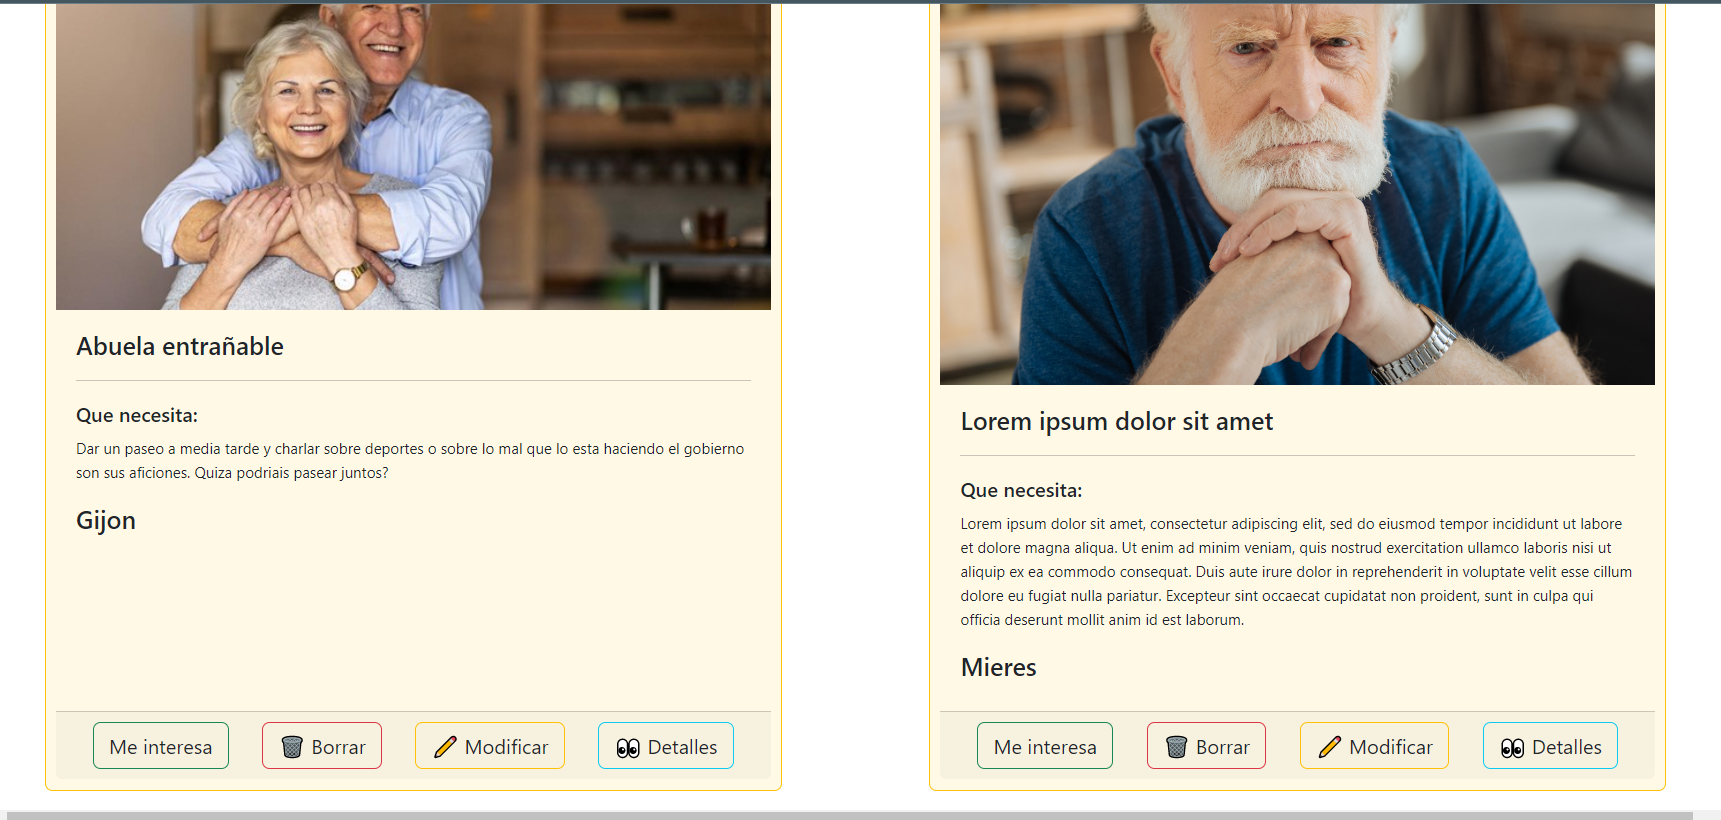 Abuela entrañable
Que necesita:
Dar un paseo a media tarde y charlar sobre deportes o sobre lo mal que lo esta haciendo el gobierno
son sus aficiones. Quiza podriais pasear juntos?
Gijon
Me interesa
Borrar
Modificar
Detalles
Lorem ipsum dolor sit amet
Que necesita:
Lorem ipsum dolor sit amet, consectetur adipiscing elit, sed do eiusmod tempor incididunt ut labore
et dolore magna aliqua. Ut enim ad minim veniam, quis nostrud exercitation ullamco laboris nisi ut
aliquip ex ea commodo consequat. Duis aute irure dolor in reprehenderit in voluptate velit esse cillum
dolore eu fugiat nulla pariatur. Excepteur sint occaecat cupidatat non proident, sunt in culpa qui
officia deserunt mollit anim id est laborum.
Mieres
Me interesa
Borrar
Modificar
Detalles